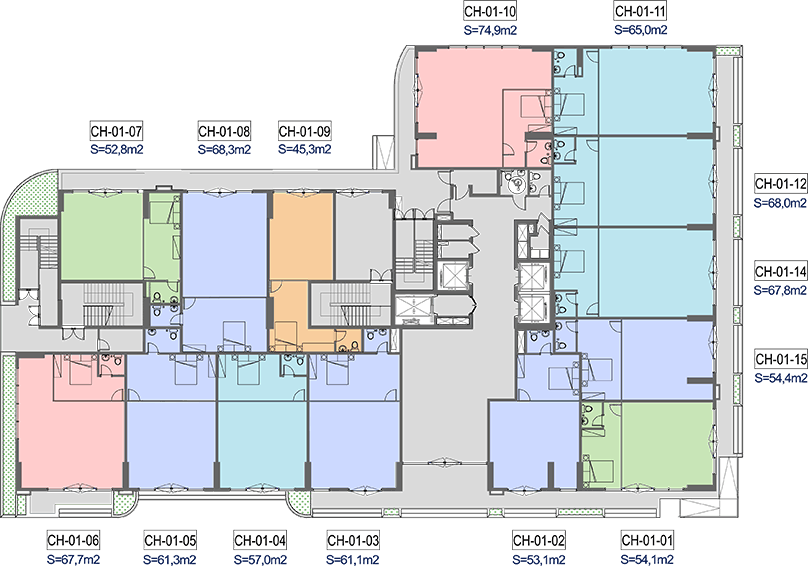 CH-01-10
S=74,9m2
CH-01-11
S=65,0m2
CH-01-07
S=52,8m2
CH-01-08
S=68,3m2
CH-01-09
S=45,3m2
CH-01-12
S=68,0m2
CH-01-14
S=67,8m2
CH-01-15
S=54,4m2
CH-01-06
S=67,7m2
CH-01-05
S=61,3m2
CH-01-04
S=57,0m2
CH-01-03
S=61,1m2
CH-01-02
S=53,1m2
CH-01-01
S=54,1m2